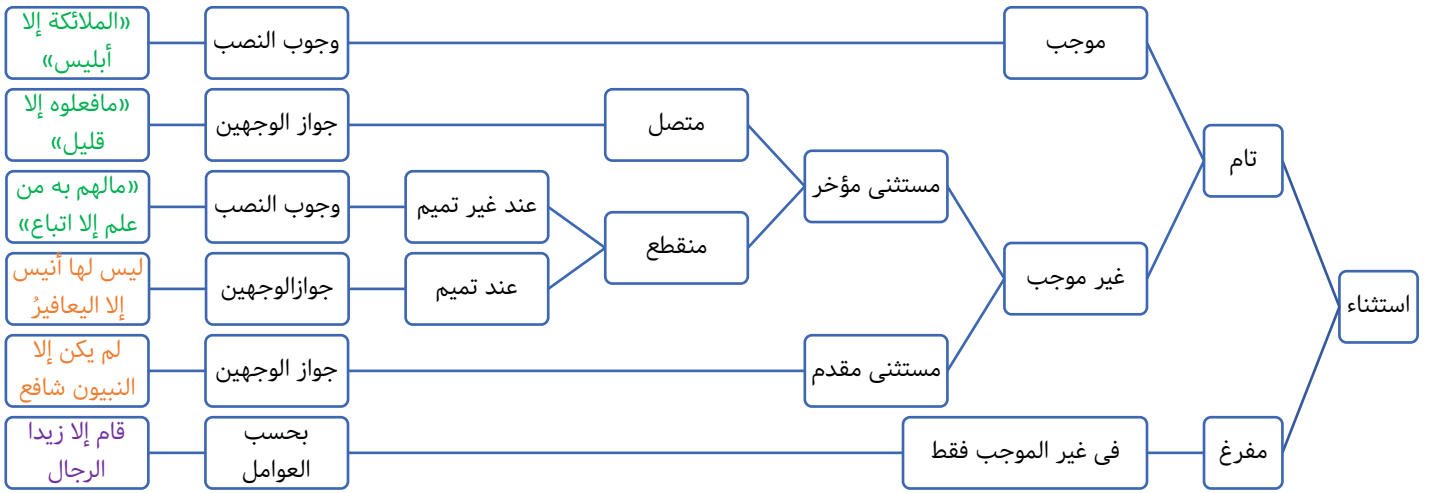 استثناء
تام
موجب
وجوب النصب
«الملائكة إلا
أبليس»
غير موجب
مستثنى مؤخر
متصل
جواز الوجهين
«مافعلوه إلا
قليل»
منقطع
عند غير تميم
وجوب النصب
«مالهم به من
علم إلا اتباع»
عند تميم
جوازالوجهين
ليس لها أنيس
إلا اليعافيرُ
مستثنى مقدم
جواز الوجهين
لم يكن إلا
النبيون شافع
مفرغ
فى غير الموجب فقط
بحسب
العوامل
قام إلا زيدا
الرجال